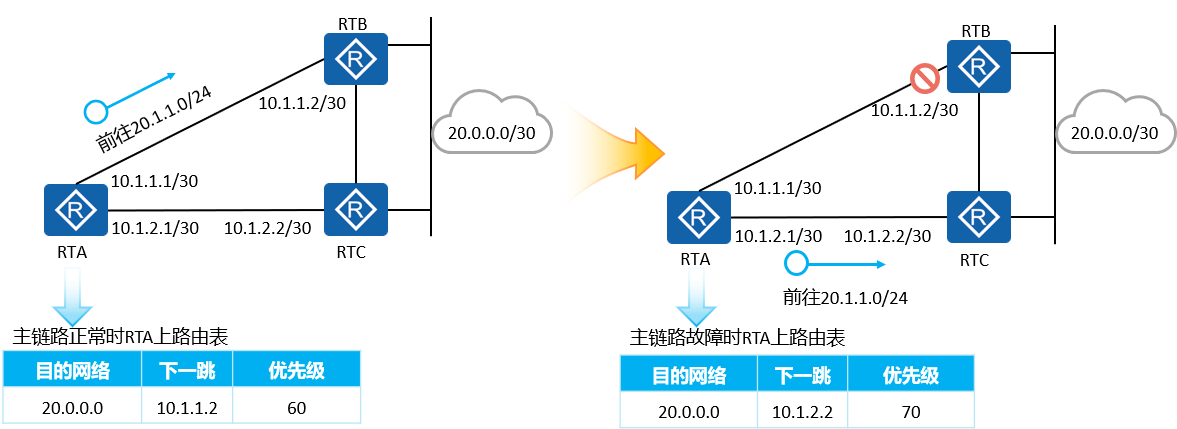 RTB
10.1.1.2/30
前往20.1.1.0/24
20.0.0.0/30
10.1.1.1/30
R
R
R
10.1.2.1/30
10.1.2.2/30
RTA
RTC
主链路正常时RTA上路由表
目的网络 下一跳 优先级
20.0.0.0 10.1.1.2 60
RTB
R
10.1.1.2/30
20.0.0.0/30
10.1.1.1/30
R
R
10.1.2.1/30
10.1.2.2/30
RTA
RTC
前往20.1.1.0/24
主链路故障时RTA上路由表
目的网络 下一跳 优先级
20.0.0.0 10.1.2.2 70